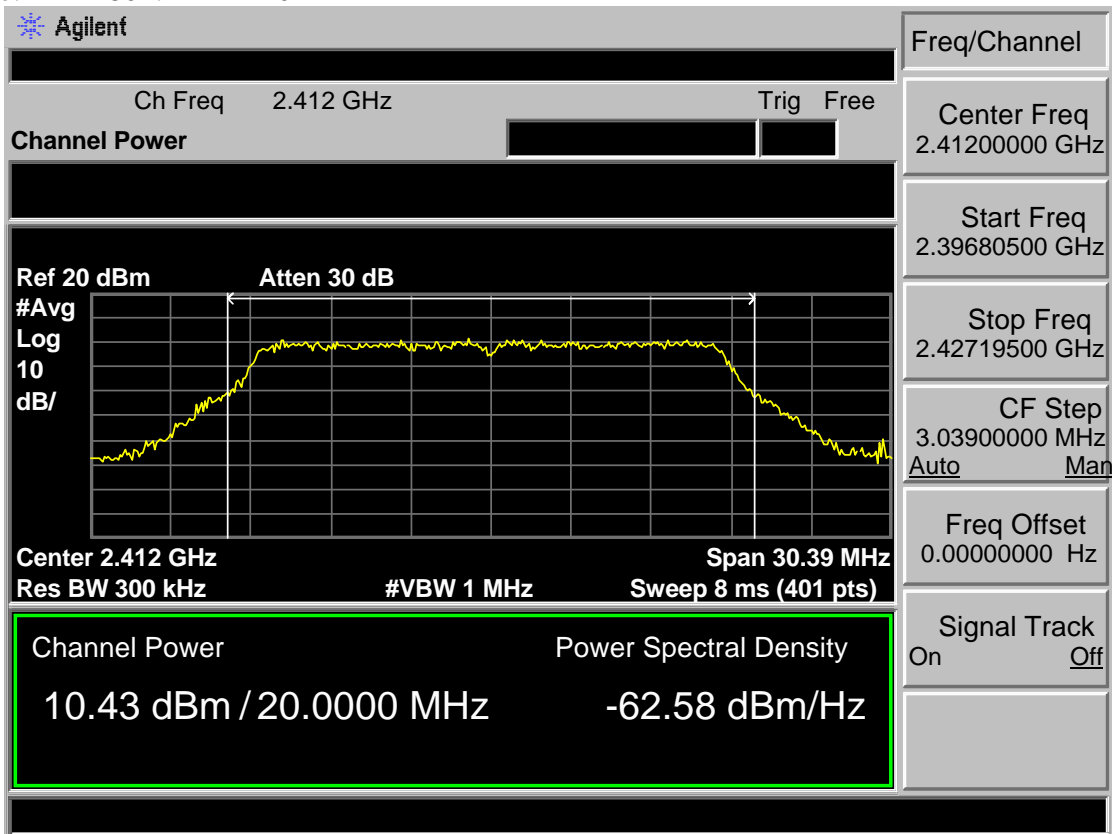 Agilent
Freq/Channel
Ch Freq 2.412 GHz Trig Free
Channel Power
Center Freq
2.41200000 GHz
Start Freq
2.39680500 GHz
Stop Freq
2.42719500 GHz
CF Step
3.03900000 MHz
Auto Man
Freq Offset
0.00000000 Hz
Signal Track
On Off
Ref 20 dBm Atten 30 dB
#Avg
Log
10
dB/
Center 2.412 GHz Span 30.39 MHz
Res BW 300 kHz #VBW 1 MHz Sweep 8 ms (401 pts)
Channel Power Power Spectral Density
10.43 dBm / 20.0000 MHz -62.58 dBm/Hz